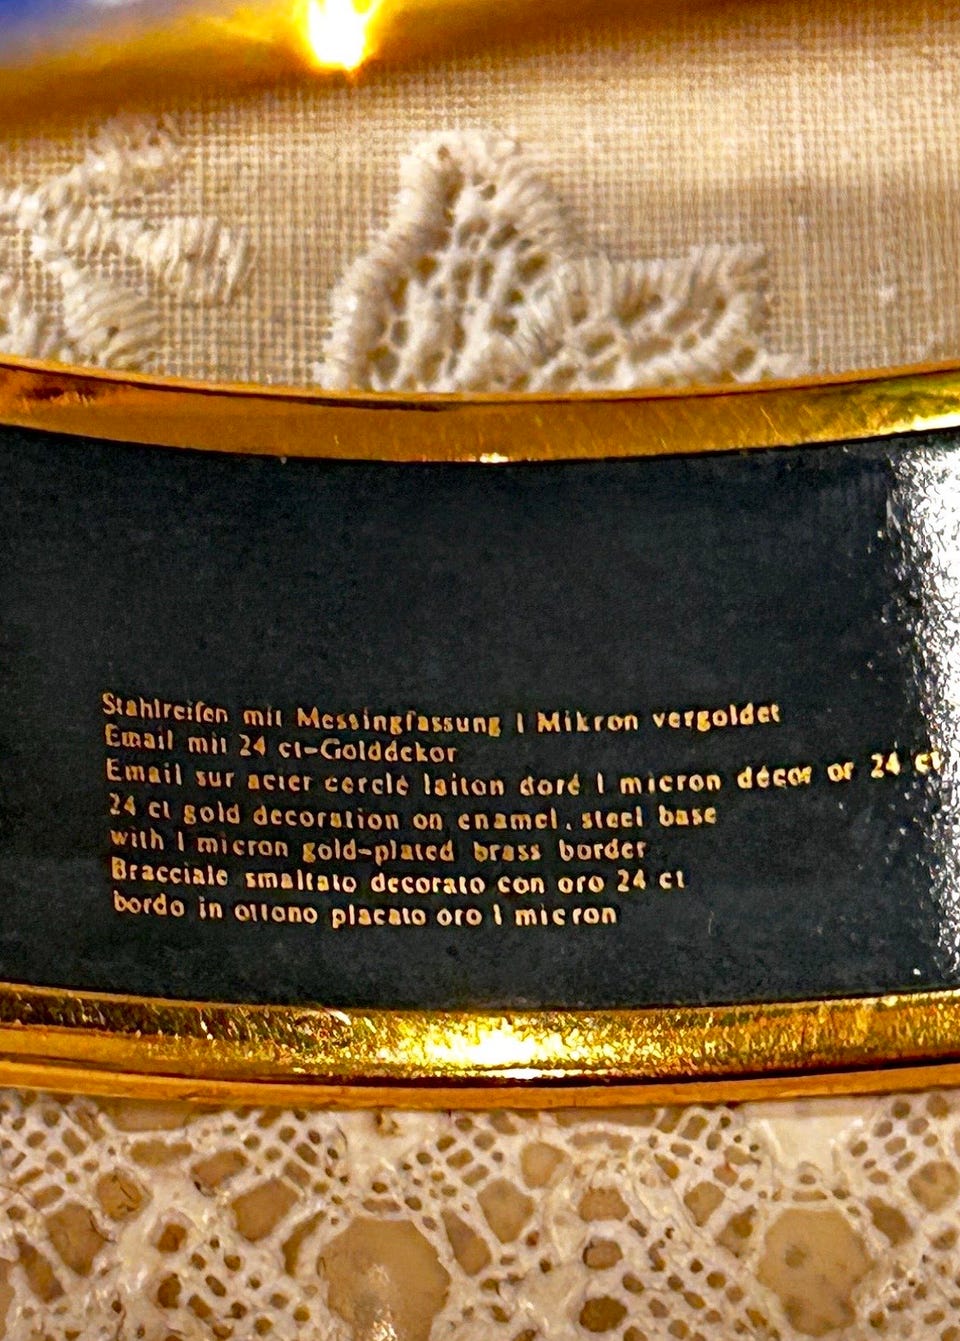 Stahlreifen mit Messingfassung 1 Mikron vergoldet
Email mit 24 ct-Golddekor
Email sur acier cerclé laiton doré 1 micron décor or 24 ct
24 ct gold decoration on enamel, steel base
with 1 micron gold-plated brass border
Bracciale smaltato decorato con oro 24 ct
bordo in ottono placato oro 1 micron